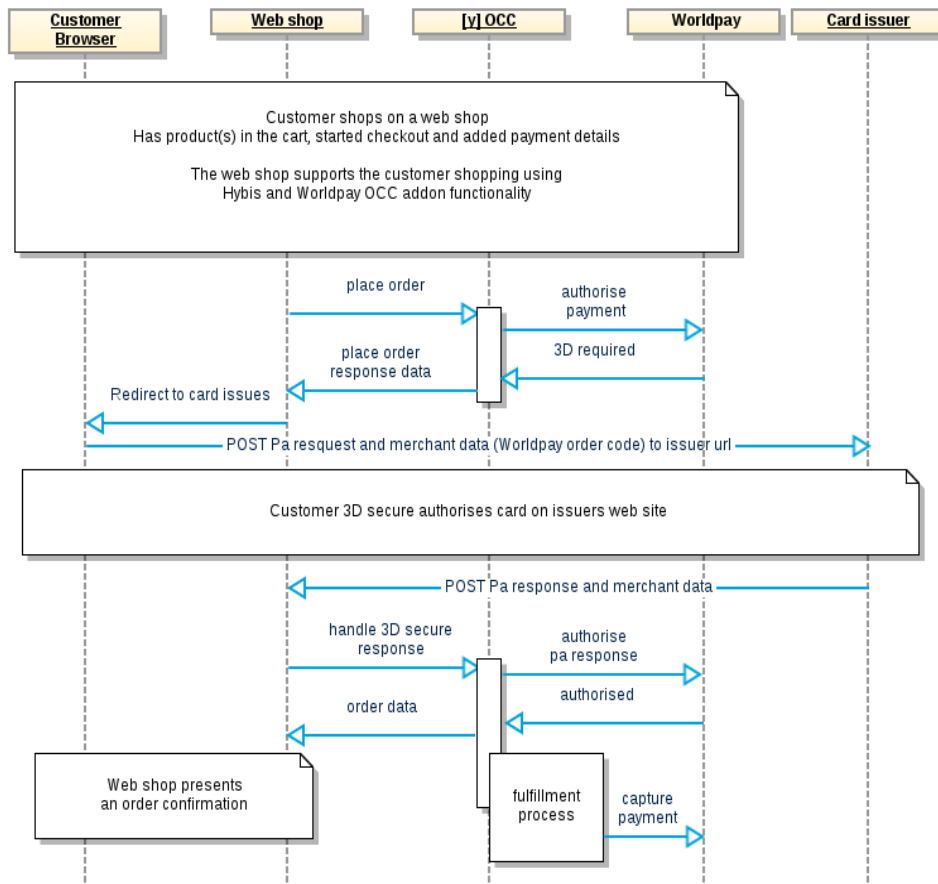 Customer
Browser
Web shop
[y] OCC
Worldpay
Card issuer
Customer shops on a web shop
Has product(s) in the cart, started checkout and added payment details
The web shop supports the customer shopping using
Hybis and Worldpay OCC addon functionality
place order
authorise
payment
3D required
place order
response data
Redirect to card issues
POST Pa resquest and merchant data (Worldpay order code) to issuer url
Customer 3D secure authorises card on issuers web site
POST Pa response and merchant data
handle 3D secure
response
authorise
pa response
authorised
order data
Web shop presents
an order confirmation
fulfillment
process
capture
payment